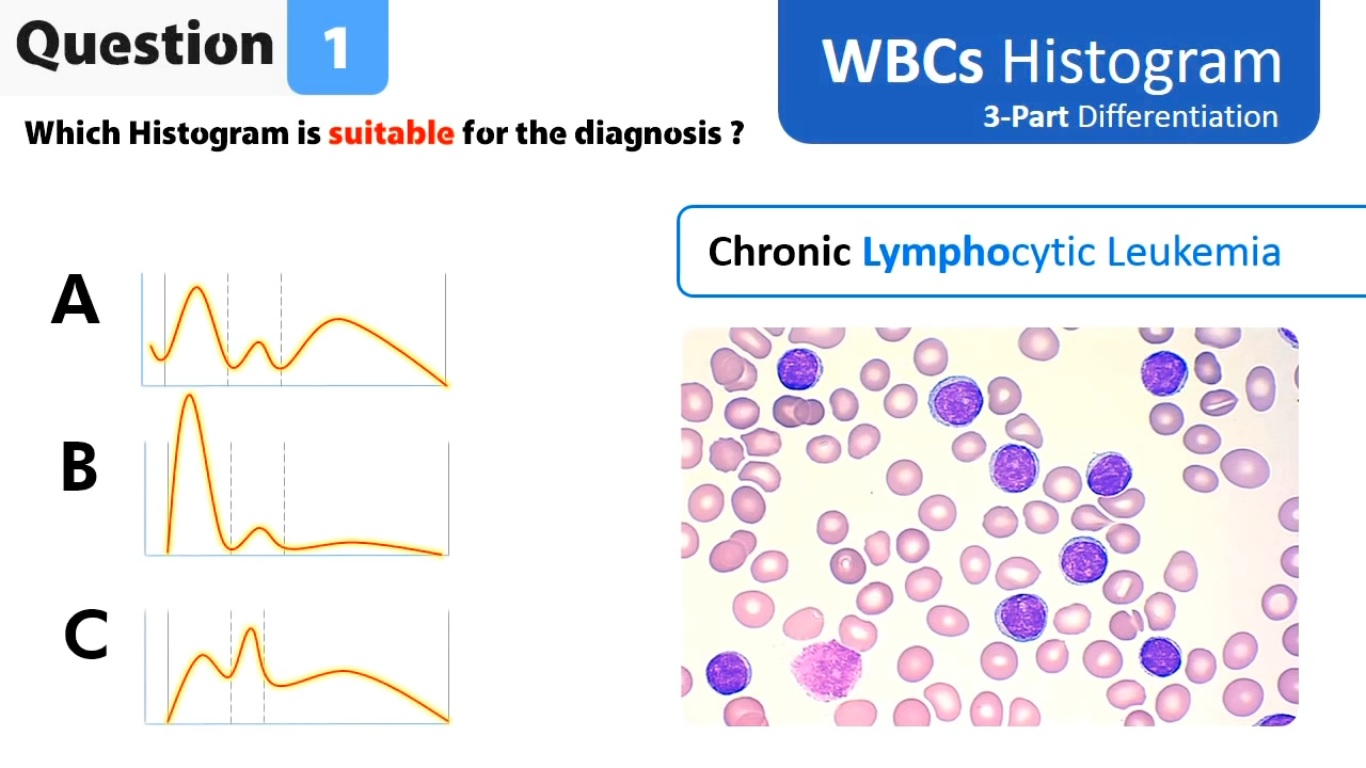 Question 1
WBCs Histogram
3-Part Differentiation
Which Histogram is suitable for the diagnosis ?
Chronic Lymphocytic Leukemia
A
B
C